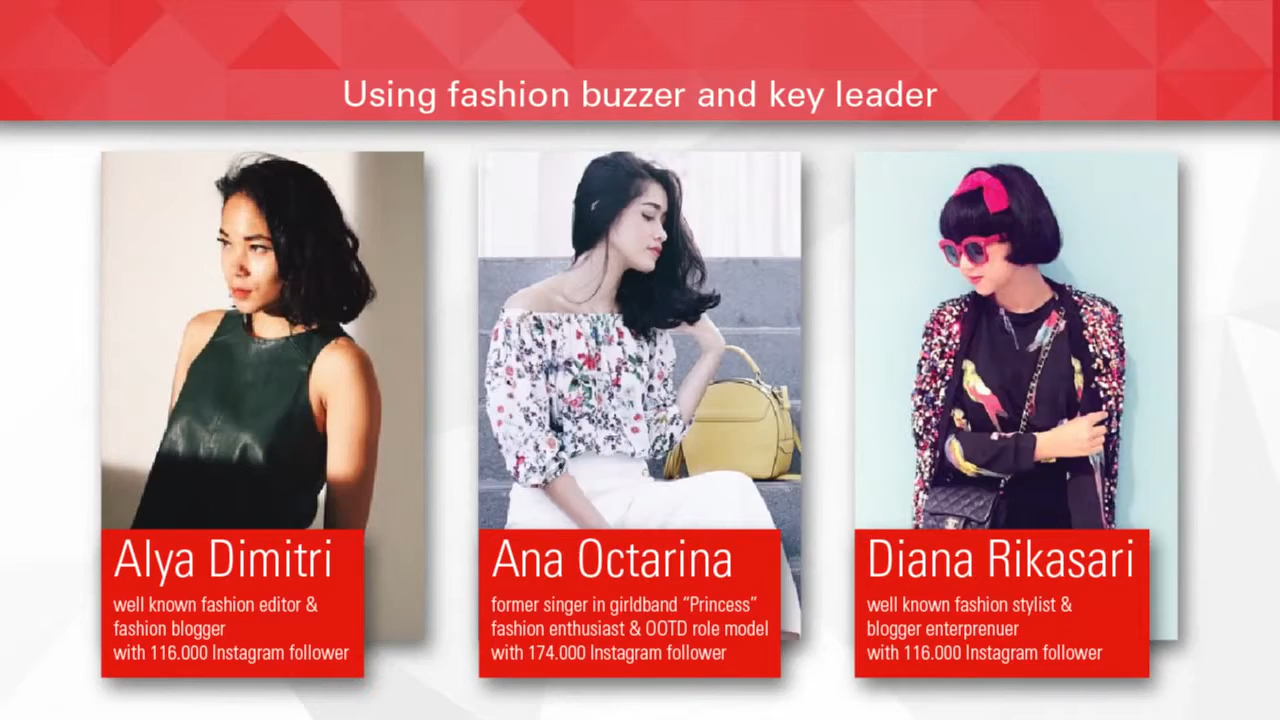 Using fashion buzzer and key leader
Alya Dimitri
well known fashion editor &
fashion blogger
with 116.000 Instagram follower
Ana Octarina
former singer in girldband “Princess”
fashion enthusiast & OOTD role model
with 174.000 Instagram follower
Diana Rikasari
well known fashion stylist &
blogger enterprenuer
with 116.000 Instagram follower